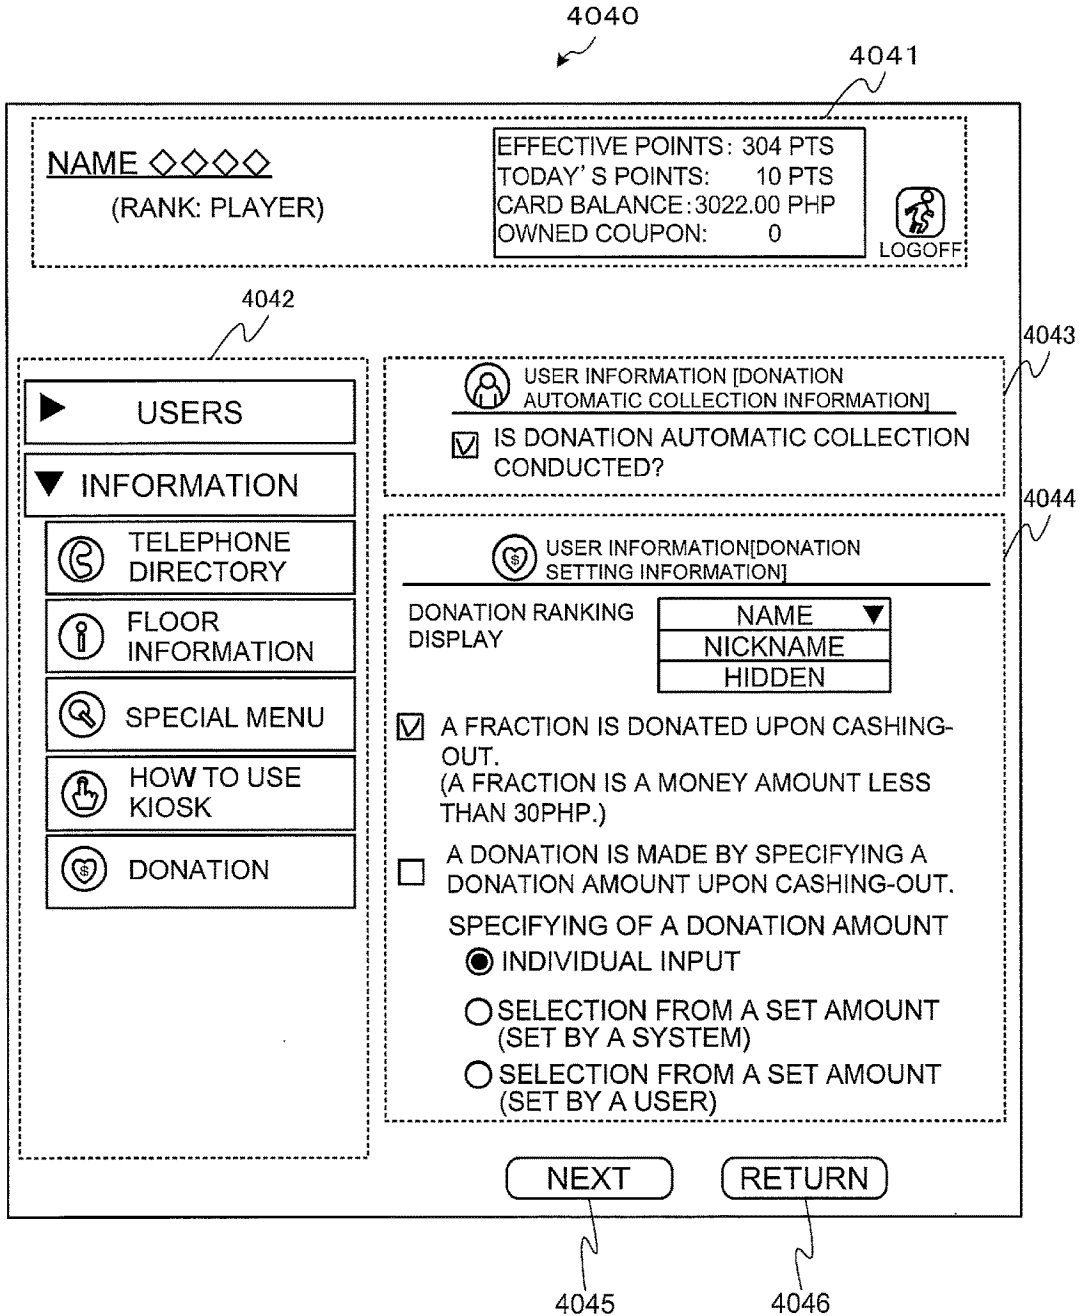 4040
4041
NAME ◇◇◇◇
(RANK: PLAYER)
EFFECTIVE POINTS: 304 PTS
TODAY'S POINTS: 10 PTS
CARD BALANCE:3022.00 PHP
OWNED COUPON: 0
LOGOFF
4042
4043
▶ USERS
▼ INFORMATION
TELEPHONE
DIRECTORY
FLOOR
INFORMATION
SPECIAL MENU
HOW TO USE
KIOSK
DONATION
USER INFORMATION [DONATION
AUTOMATIC COLLECTION INFORMATION]
IS DONATION AUTOMATIC COLLECTION
CONDUCTED?
4044
USER INFORMATION[DONATION
SETTING INFORMATION]
DONATION RANKING
DISPLAY
NAME ▼
NICKNAME
HIDDEN
A FRACTION IS DONATED UPON CASHING-
OUT.
(A FRACTION IS A MONEY AMOUNT LESS
THAN 30PHP.)
A DONATION IS MADE BY SPECIFYING A
DONATION AMOUNT UPON CASHING-OUT.
SPECIFYING OF A DONATION AMOUNT
INDIVIDUAL INPUT
SELECTION FROM A SET AMOUNT
(SET BY A SYSTEM)
SELECTION FROM A SET AMOUNT
(SET BY A USER)
NEXT
RETURN
4045
4046